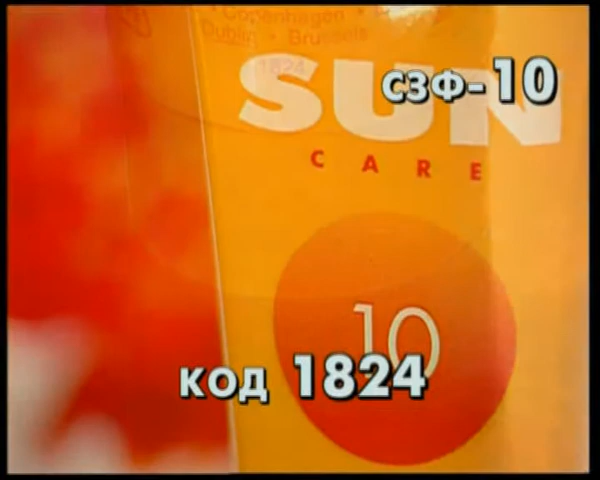 • Copenhagen •
Dublin • Brussels
1824
SUN
СЗФ-10
CARE
10
КОД 1824